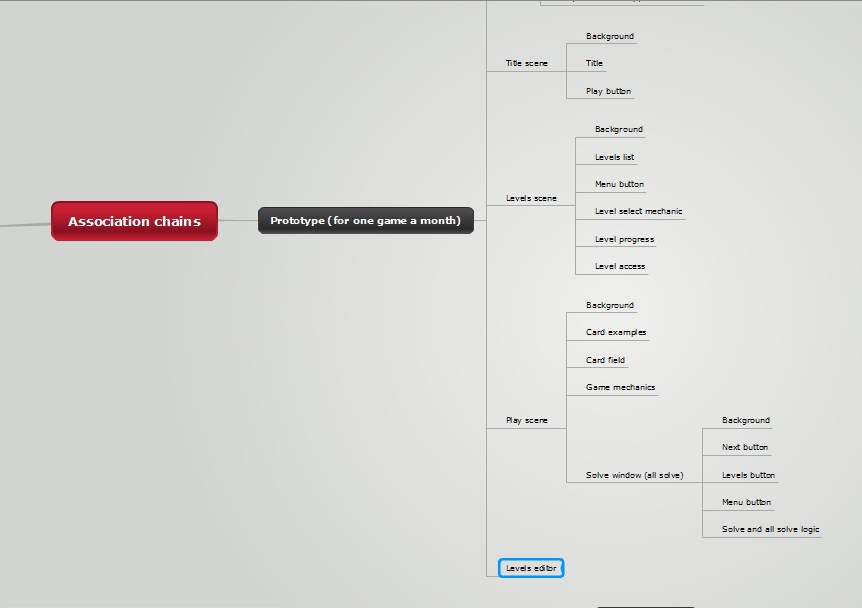 Association chains
Prototype (for one game a month)
Title scene
Background
Title
Play button
Levels scene
Background
Levels list
Menu button
Level select mechanic
Level progress
Level access
Play scene
Background
Card examples
Card field
Game mechanics
Solve window (all solve)
Background
Next button
Levels button
Menu button
Solve and all solve logic
Levels editor